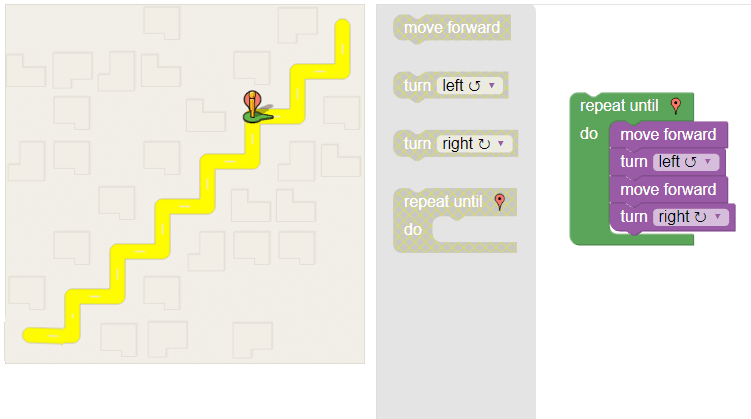 move forward
turn left ↺ ▾
turn right ↻ ▾
repeat until
do
repeat until
do
move forward
turn left ↺ ▾
move forward
turn right ↻ ▾